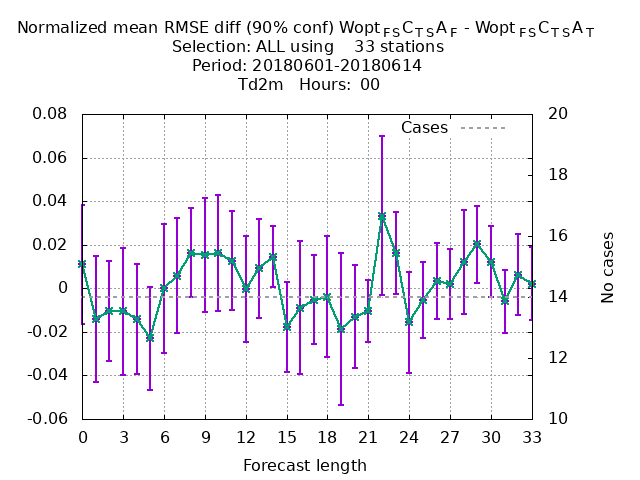 Normalized mean RMSE diff (90% conf) Wopt FS C TS A F - Wopt FS C TS A T
Selection: ALL using 33 stations
Period: 20180601-20180614
Td2m Hours: 00
Cases
0.08
0.06
0.04
0.02
0
-0.02
-0.04
-0.06
20
18
16
14
12
10
No cases
0 3 6 9 12 15 18 21 24 27 30 33
Forecast length